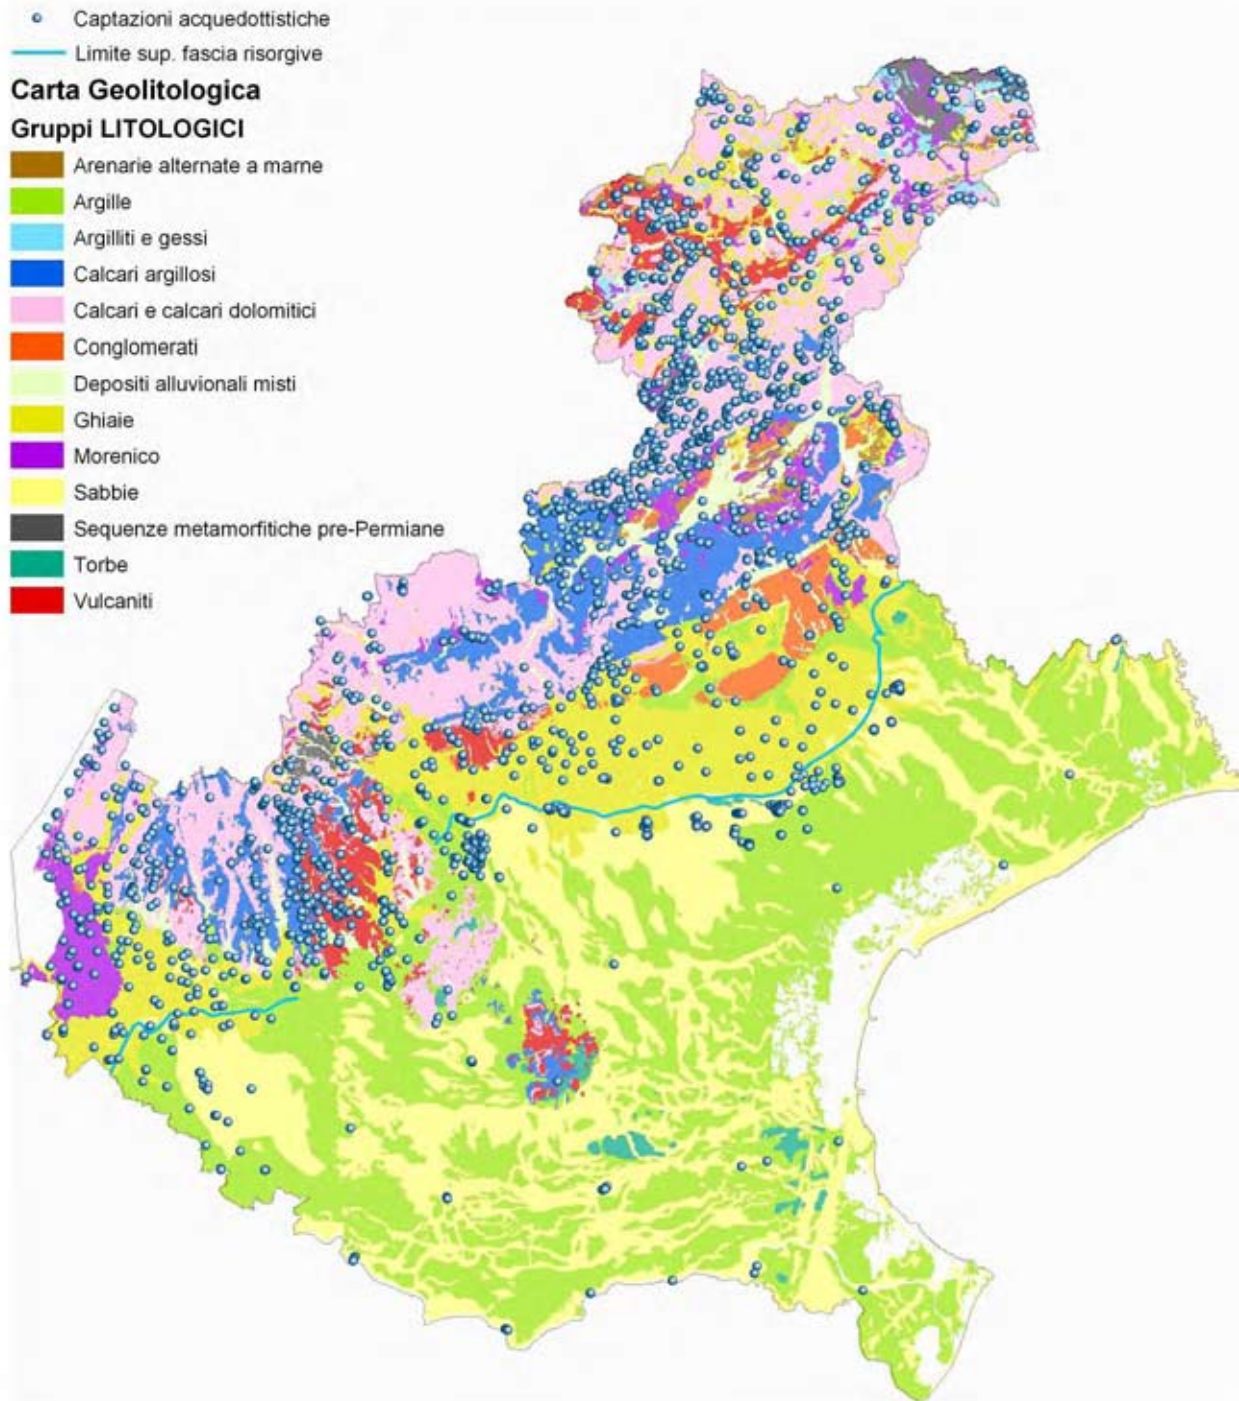 Captazioni acquedottistiche
Limite sup. fascia risorgive
Carta Geolitologica
Gruppi LITOLOGICI
Arenarie alternate a marne
Argille
Argilliti e gessi
Calcari argillosi
Calcari e calcari dolomitici
Conglomerati
Depositi alluvionali misti
Ghiaie
Morenico
Sabbie
Sequenze metamorfitiche pre-Permiane
Torbe
Vulcaniti